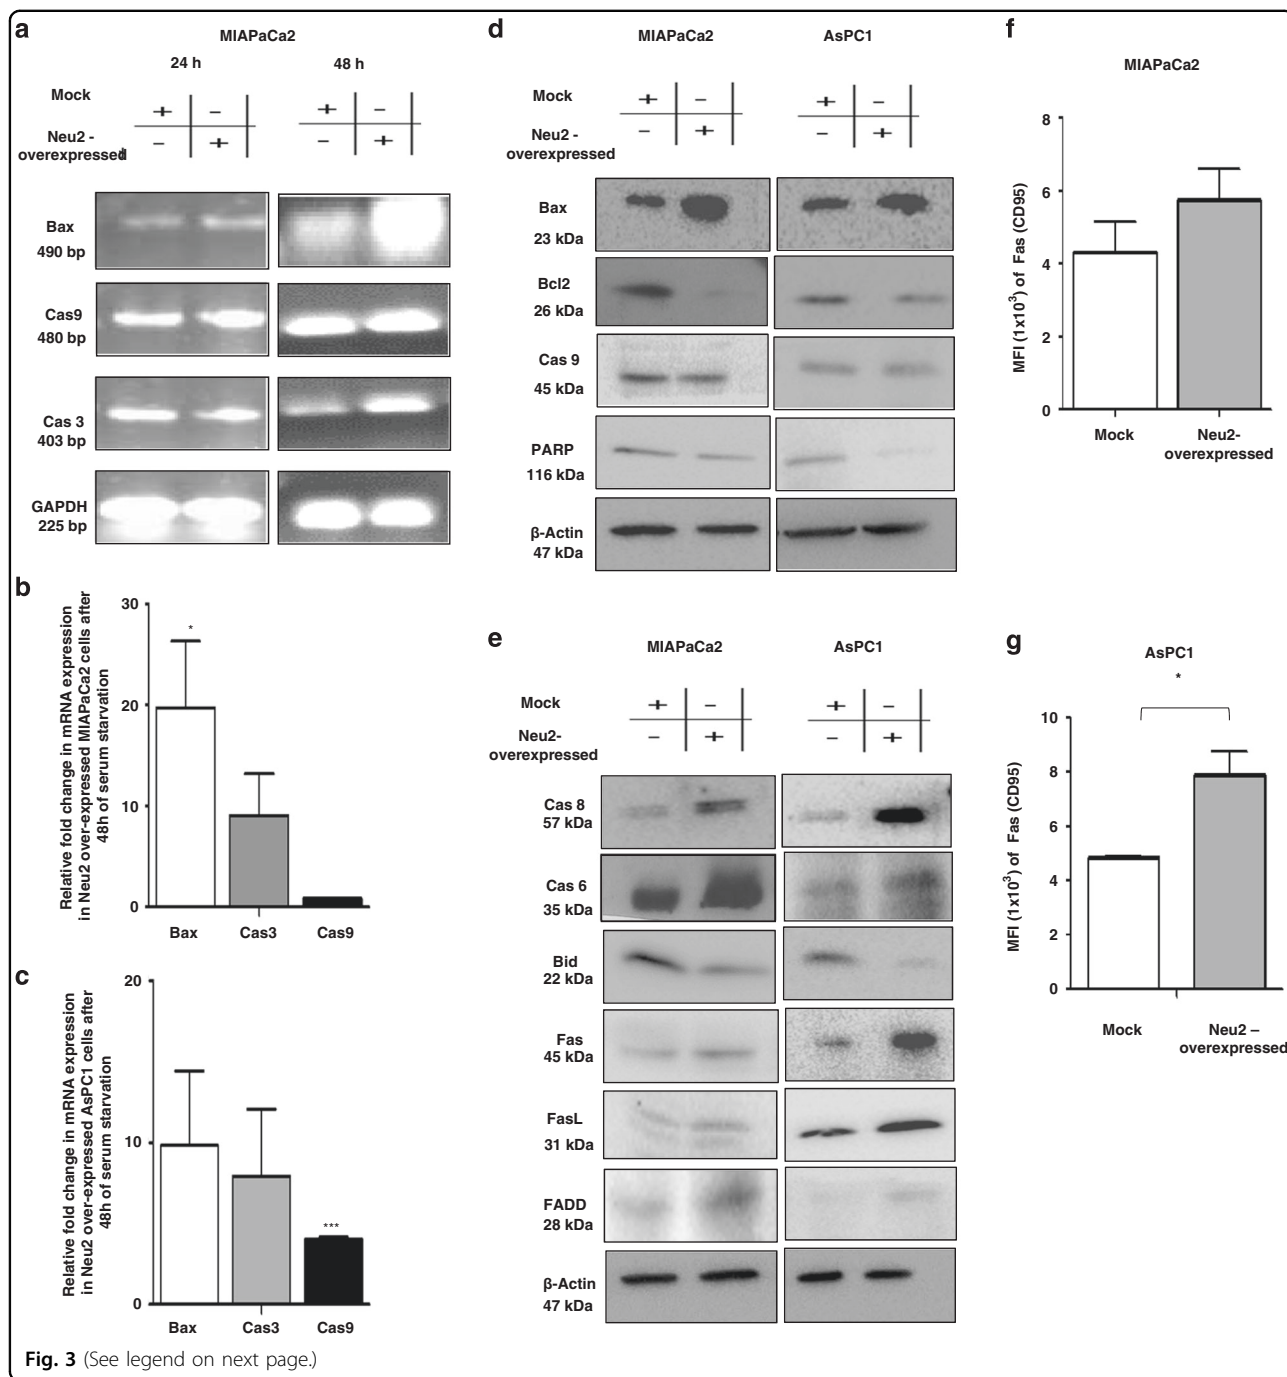 a
MIAPaCa2
24 h 48 h
Mock
+ − + −
Neu2 -
overexpressed
− + − +
Bax
490 bp
Cas9
480 bp
Cas 3
403 bp
GAPDH
225 bp
b
Relative fold change in mRNA expression
in Neu2 over-expressed MIAPaCa2 cells after
48h of serum starvation
30
20
10
0
*
Bax Cas3 Cas9
c
Relative fold change in mRNA expression
in Neu2 over-expressed AsPC1 cells after
48h of serum starvation
20
10
0
***
Bax Cas3 Cas9
d
MIAPaCa2 AsPC1
Mock
+ − + −
Neu2 -
overexpressed
− + − +
Bax
23 kDa
Bcl2
26 kDa
Cas 9
45 kDa
PARP
116 kDa
β-Actin
47 kDa
e
MIAPaCa2 AsPC1
Mock
+ − + −
Neu2-
overexpressed
− + − +
Cas 8
57 kDa
Cas 6
35 kDa
Bid
22 kDa
Fas
45 kDa
FasL
31 kDa
FADD
28 kDa
β-Actin
47 kDa
f
MIAPaCa2
MFI (1x10³) of Fas (CD95)
8
6
4
2
0
Mock Neu2-
overexpressed
g
AsPC1
*
MFI (1x10³) of Fas (CD95)
10
8
6
4
2
0
Mock Neu2 –
overexpressed
Fig. 3 (See legend on next page.)